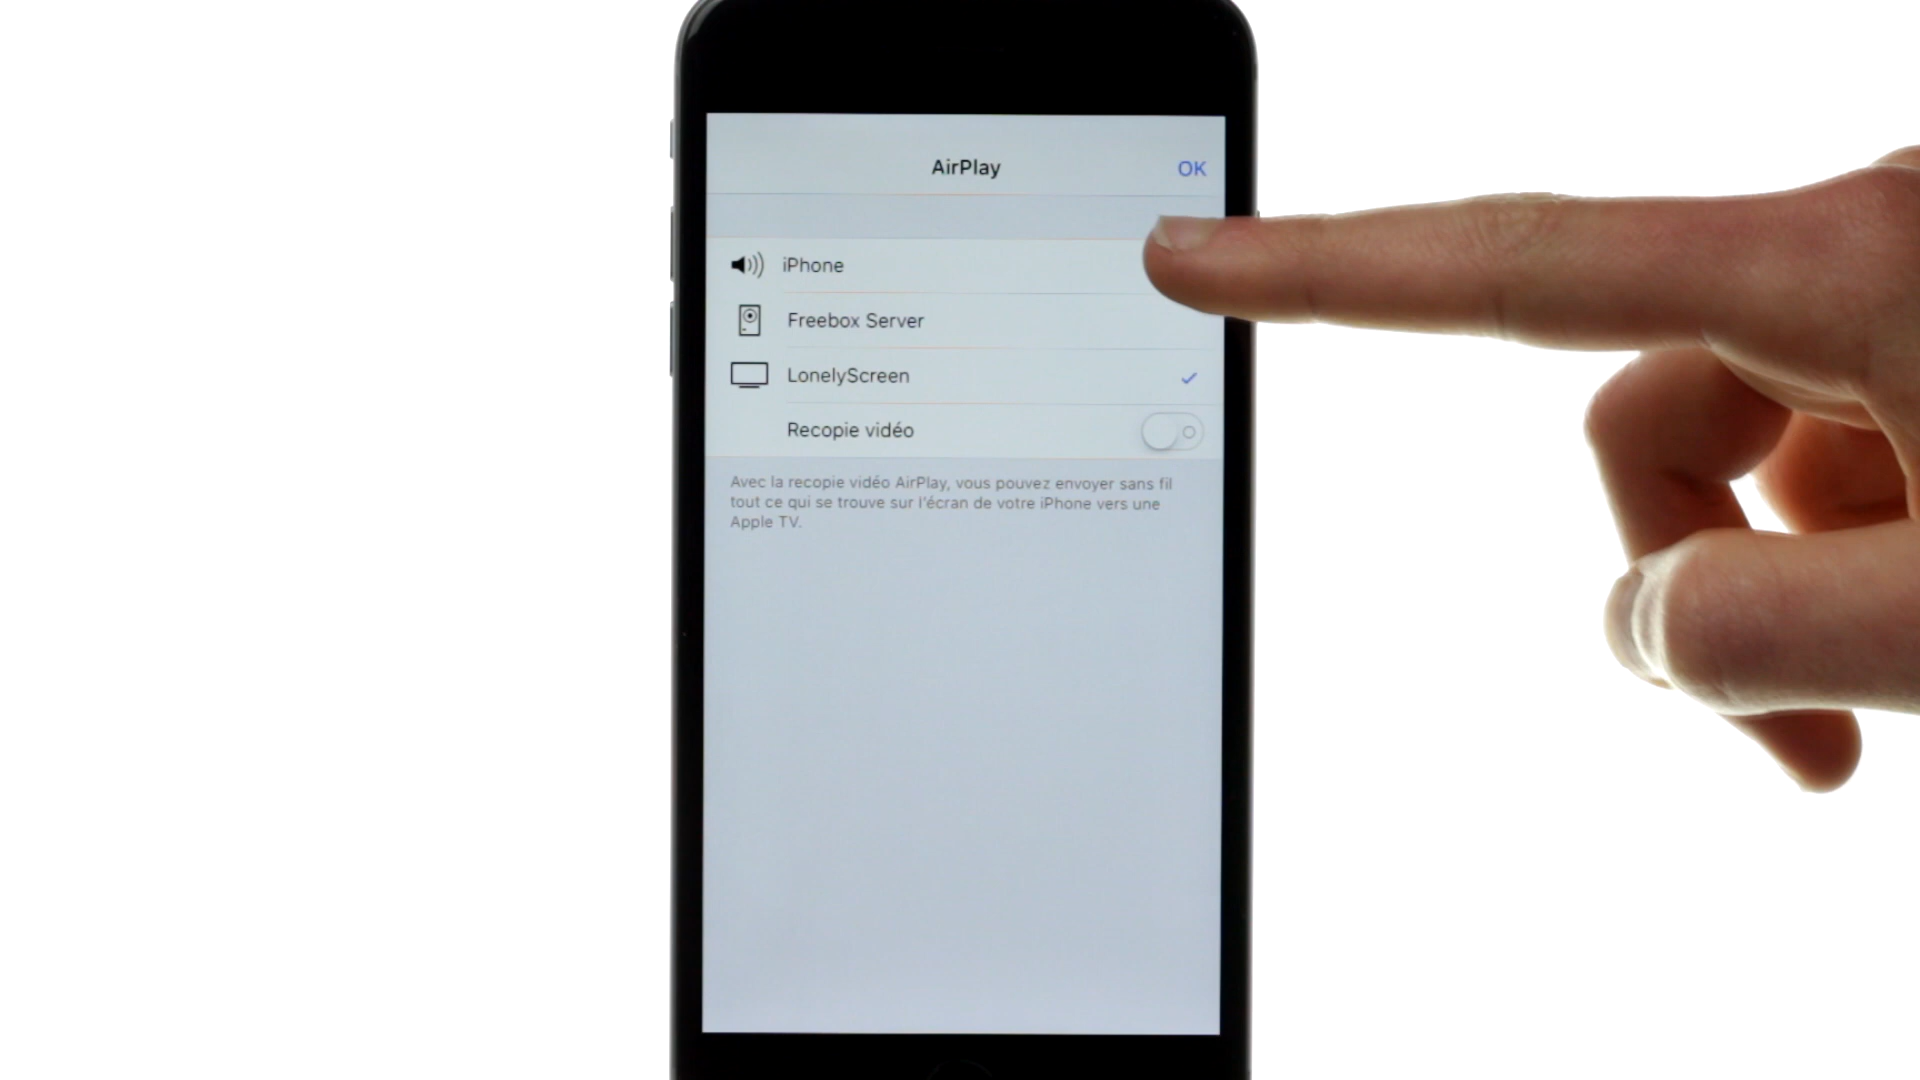 AirPlay
OK
iPhone
Freebox Server
LonelyScreen
Recopie vidéo
Avec la recopie vidéo AirPlay, vous pouvez envoyer sans fil
tout ce qui se trouve sur l'écran de votre iPhone vers une
Apple TV.